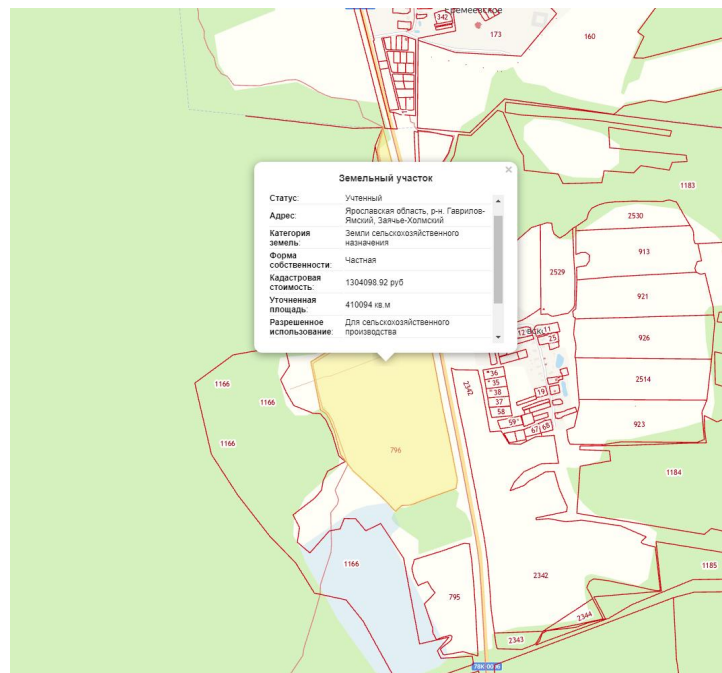 Еремеевское
342
173
160
1183
×
Земельный участок
Статус: Учтенный
Адрес: Ярославская область, р-н. Гаврилов-
Ямский, Заячье-Холмский
Категория земель: Земли сельскохозяйственного
назначения
Форма
собственности: Частная
Кадастровая
стоимость: 1304098.92 руб
Уточненная
площадь: 410094 кв.м
Разрешенное
использование: Для сельскохозяйственного
производства
2530
913
2529
921
11
25
926
2342
36
35
38
37
58
59
19
67
68
2514
923
1166
1166
1166
796
1184
1166
795
2342
1185
2344
2343
78К-0006